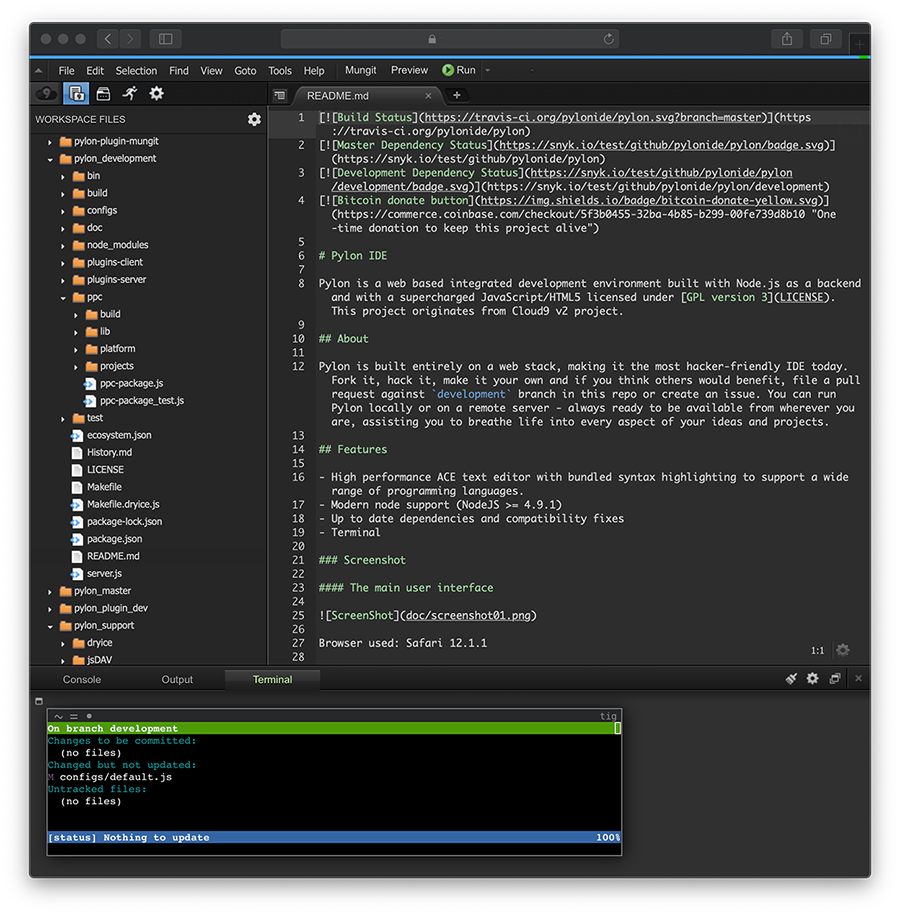 File Edit Selection Find View Goto Tools Help Mungit Preview Run
README.md
WORKSPACE FILES
pylon-plugin-mungit
pylon_development
bin
build
configs
doc
node_modules
plugins-client
plugins-server
ppc
build
lib
platform
projects
ppc-package.js
ppc-package_test.js
test
ecosystem.json
History.md
LICENSE
Makefile
Makefile.dryice.js
package-lock.json
package.json
README.md
server.js
pylon_master
pylon_plugin_dev
pylon_support
dryice
jsDAV
1 [![Build Status](https://travis-ci.org/pylonide/pylon.svg?branch=master)](https
://travis-ci.org/pylonide/pylon)
2 [![Master Dependency Status](https://snyk.io/test/github/pylonide/pylon/badge.svg)]
(https://snyk.io/test/github/pylonide/pylon)
3 [![Development Dependency Status](https://snyk.io/test/github/pylonide/pylon
/development/badge.svg)](https://snyk.io/test/github/pylonide/pylon/development)
4 [![Bitcoin donate button](https://img.shields.io/badge/bitcoin-donate-yellow.svg)]
(https://commerce.coinbase.com/checkout/5f3b0455-32ba-4b85-b299-00fe739d8b10 "One
-time donation to keep this project alive")
5
6 # Pylon IDE
7
8 Pylon is a web based integrated development environment built with Node.js as a backend
and with a supercharged JavaScript/HTML5 licensed under [GPL version 3](LICENSE).
This project originates from Cloud9 v2 project.
9
10 ## About
11
12 Pylon is built entirely on a web stack, making it the most hacker-friendly IDE today.
Fork it, hack it, make it your own and if you think others would benefit, file a pull
request against `development` branch in this repo or create an issue. You can run
Pylon locally or on a remote server - always ready to be available from wherever you
are, assisting you to breathe life into every aspect of your ideas and projects.
13
14 ## Features
15
16 - High performance ACE text editor with bundled syntax highlighting to support a wide
range of programming languages.
17 - Modern node support (NodeJS >= 4.9.1)
18 - Up to date dependencies and compatibility fixes
19 - Terminal
20
21 ### Screenshot
22
23 #### The main user interface
24
25 ![ScreenShot](doc/screenshot01.png)
26
27 Browser used: Safari 12.1.1
28
1:1
Console Output Terminal
~ = tig
On branch development
Changes to be committed:
(no files)
Changed but not updated:
M configs/default.js
Untracked files:
(no files)
[status] Nothing to update 100%